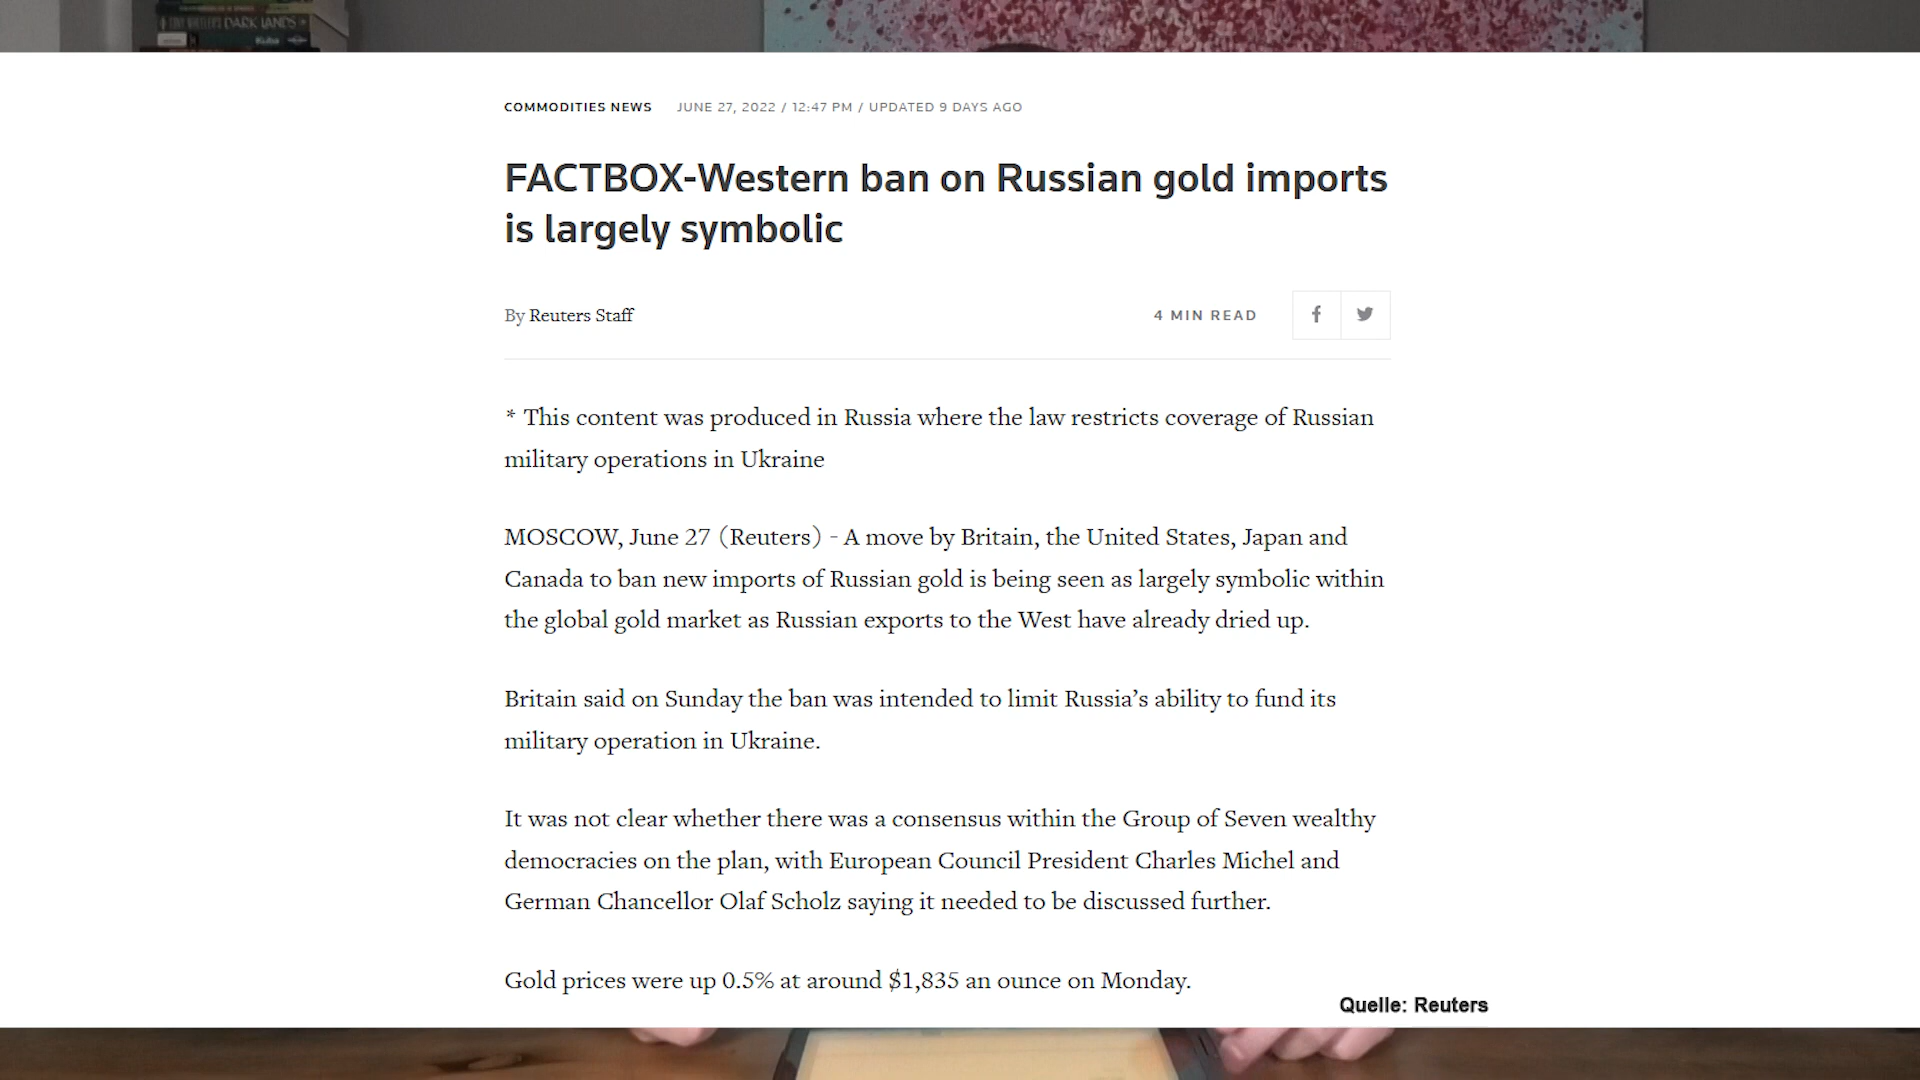 DARK LANDS
Kuba
COMMODITIES NEWS JUNE 27, 2022 / 12:47 PM / UPDATED 9 DAYS AGO
FACTBOX-Western ban on Russian gold imports
is largely symbolic
By Reuters Staff
4 MIN READ
* This content was produced in Russia where the law restricts coverage of Russian
military operations in Ukraine
MOSCOW, June 27 (Reuters) - A move by Britain, the United States, Japan and
Canada to ban new imports of Russian gold is being seen as largely symbolic within
the global gold market as Russian exports to the West have already dried up.
Britain said on Sunday the ban was intended to limit Russia’s ability to fund its
military operation in Ukraine.
It was not clear whether there was a consensus within the Group of Seven wealthy
democracies on the plan, with European Council President Charles Michel and
German Chancellor Olaf Scholz saying it needed to be discussed further.
Gold prices were up 0.5% at around $1,835 an ounce on Monday.
Quelle: Reuters